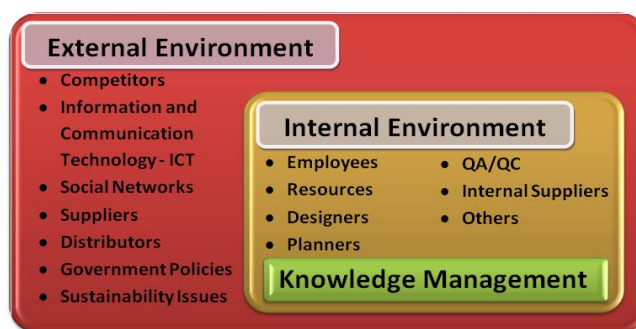 External Environment
• Competitors
• Information and
Communication
Technology - ICT
• Social Networks
• Suppliers
• Distributors
• Government Policies
• Sustainability Issues
Internal Environment
• Employees
• Resources
• Designers
• Planners
• QA/QC
• Internal Suppliers
• Others
Knowledge Management